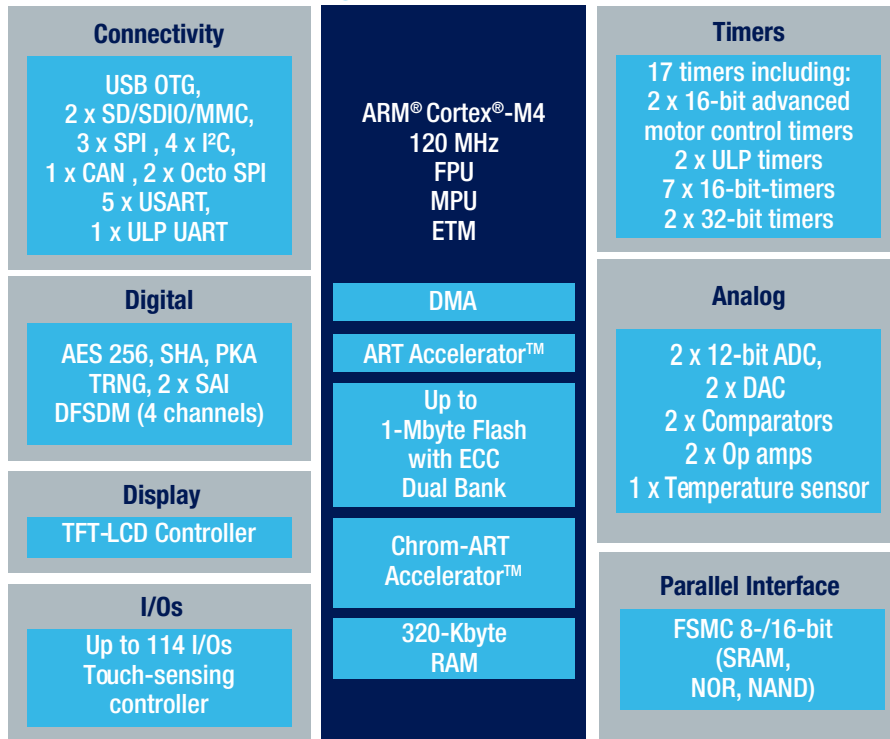 Connectivity
USB OTG,
2 x SD/SDIO/MMC,
3 x SPI , 4 x I²C,
1 x CAN , 2 x Octo SPI
5 x USART,
1 x ULP UART
Digital
AES 256, SHA, PKA
TRNG, 2 x SAI
DFSDM (4 channels)
Display
TFT-LCD Controller
I/Os
Up to 114 I/Os
Touch-sensing
controller
ARM® Cortex®-M4
120 MHz
FPU
MPU
ETM
DMA
ART Accelerator™
Up to
1-Mbyte Flash
with ECC
Dual Bank
Chrom-ART
Accelerator™
320-Kbyte
RAM
Timers
17 timers including:
2 x 16-bit advanced
motor control timers
2 x ULP timers
7 x 16-bit-timers
2 x 32-bit timers
Analog
2 x 12-bit ADC,
2 x DAC
2 x Comparators
2 x Op amps
1 x Temperature sensor
Parallel Interface
FSMC 8-/16-bit
(SRAM,
NOR, NAND)